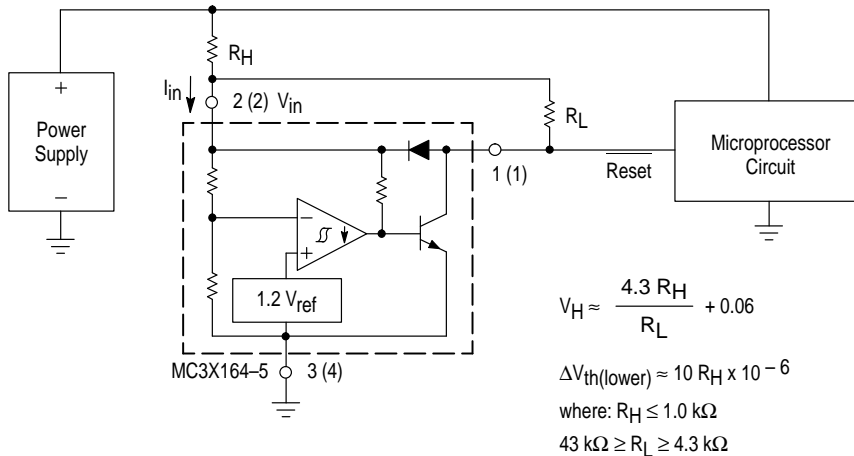 R_H
I_in
2 (2) V_in
+
Power
Supply
−
R_L
Microprocessor
Circuit
1 (1)
Reset
−
+
1.2 V_ref
MC3X164–5
3 (4)
V_H ≈ 4.3 R_H / R_L + 0.06
ΔV_th(lower) ≈ 10 R_H x 10^– 6
where: R_H ≤ 1.0 kΩ
43 kΩ ≥ R_L ≥ 4.3 kΩ